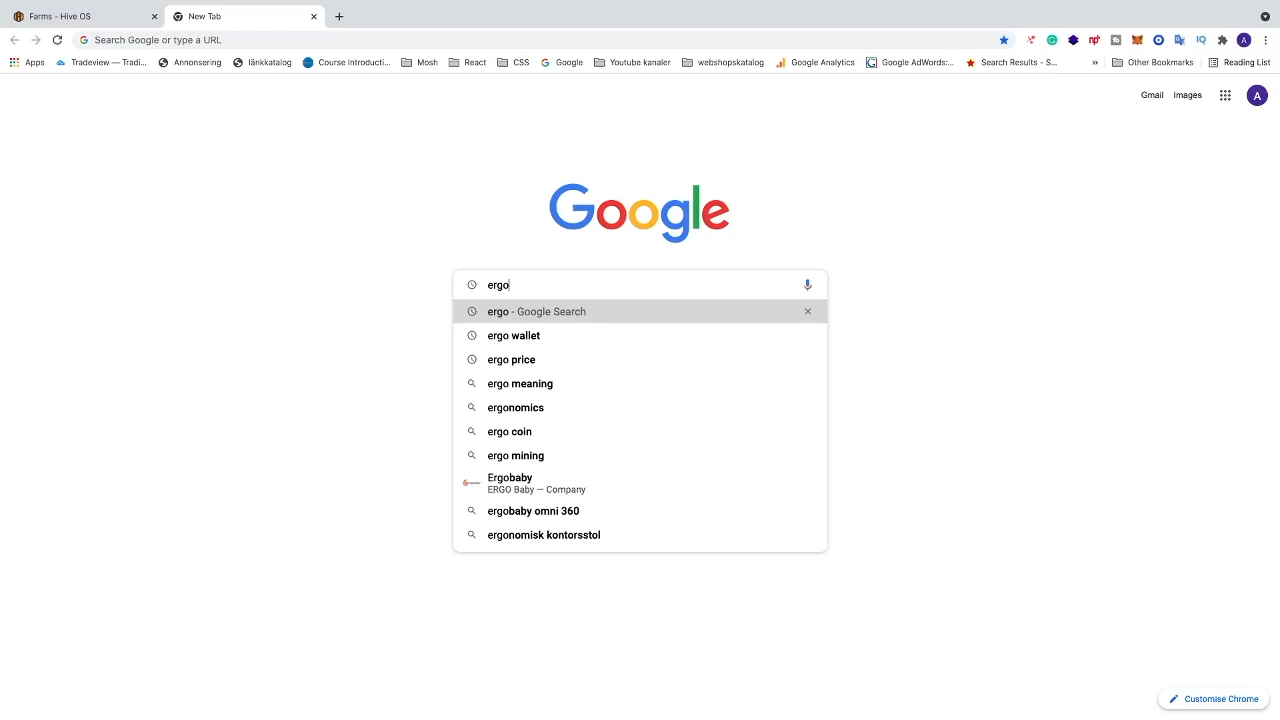 Farms - Hive OS
New Tab
Search Google or type a URL
Apps
Tradeview — Tradi...
Annonsering
länkkatalog
Course Introducti...
Mosh
React
CSS
Google
Youtube kanaler
webshopskatalog
Google Analytics
Google AdWords:...
Search Results - S...
»
Other Bookmarks
Reading List
Gmail
Images
A
Google
ergo
ergo - Google Search
ergo wallet
ergo price
ergo meaning
ergonomics
ergo coin
ergo mining
Ergobaby
ERGO Baby — Company
ergobaby omni 360
ergonomisk kontorsstol
Customise Chrome